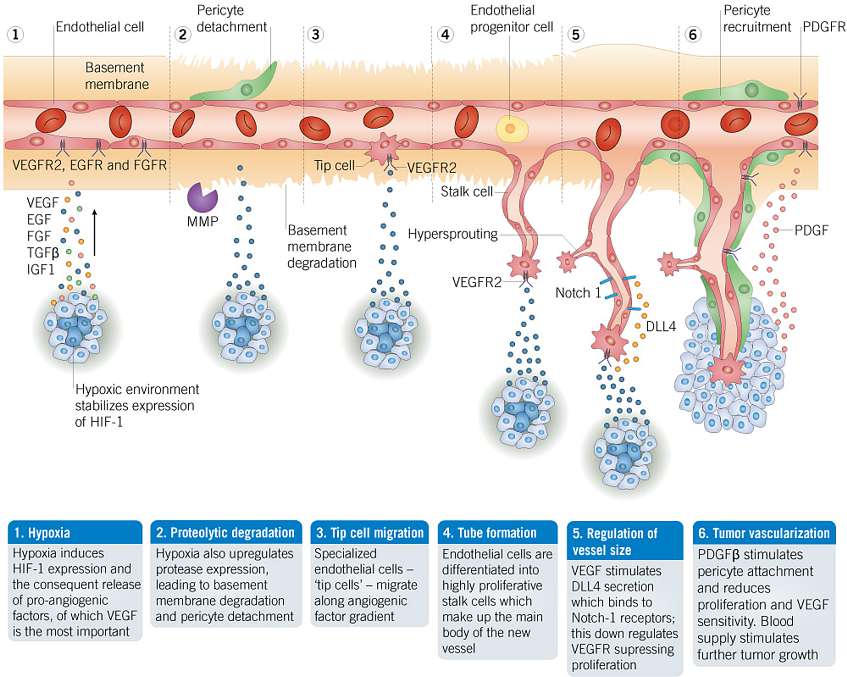 1
Endothelial cell
Basement
membrane
VEGFR2, EGFR and FGFR
VEGF
EGF
FGF
TGFβ
IGF1
Hypoxic environment
stabilizes expression
of HIF-1
2
Pericyte
detachment
MMP
Basement
membrane
degradation
3
Tip cell
VEGFR2
4
Endothelial
progenitor cell
Stalk cell
Hypersprouting
VEGFR2
5
Notch 1
DLL4
6
Pericyte
recruitment
PDGFR
PDGF
1. Hypoxia
Hypoxia induces
HIF-1 expression and
the consequent release
of pro-angiogenic
factors, of which VEGF
is the most important
2. Proteolytic degradation
Hypoxia also upregulates
protease expression,
leading to basement
membrane degradation
and pericyte detachment
3. Tip cell migration
Specialized
endothelial cells –
‘tip cells’ – migrate
along angiogenic
factor gradient
4. Tube formation
Endothelial cells are
differentiated into
highly proliferative
stalk cells which
make up the main
body of the new
vessel
5. Regulation of
vessel size
VEGF stimulates
DLL4 secretion
which binds to
Notch-1 receptors;
this down regulates
VEGFR supressing
proliferation
6. Tumor vascularization
PDGFβ stimulates
pericyte attachment
and reduces
proliferation and VEGF
sensitivity. Blood
supply stimulates
further tumor growth